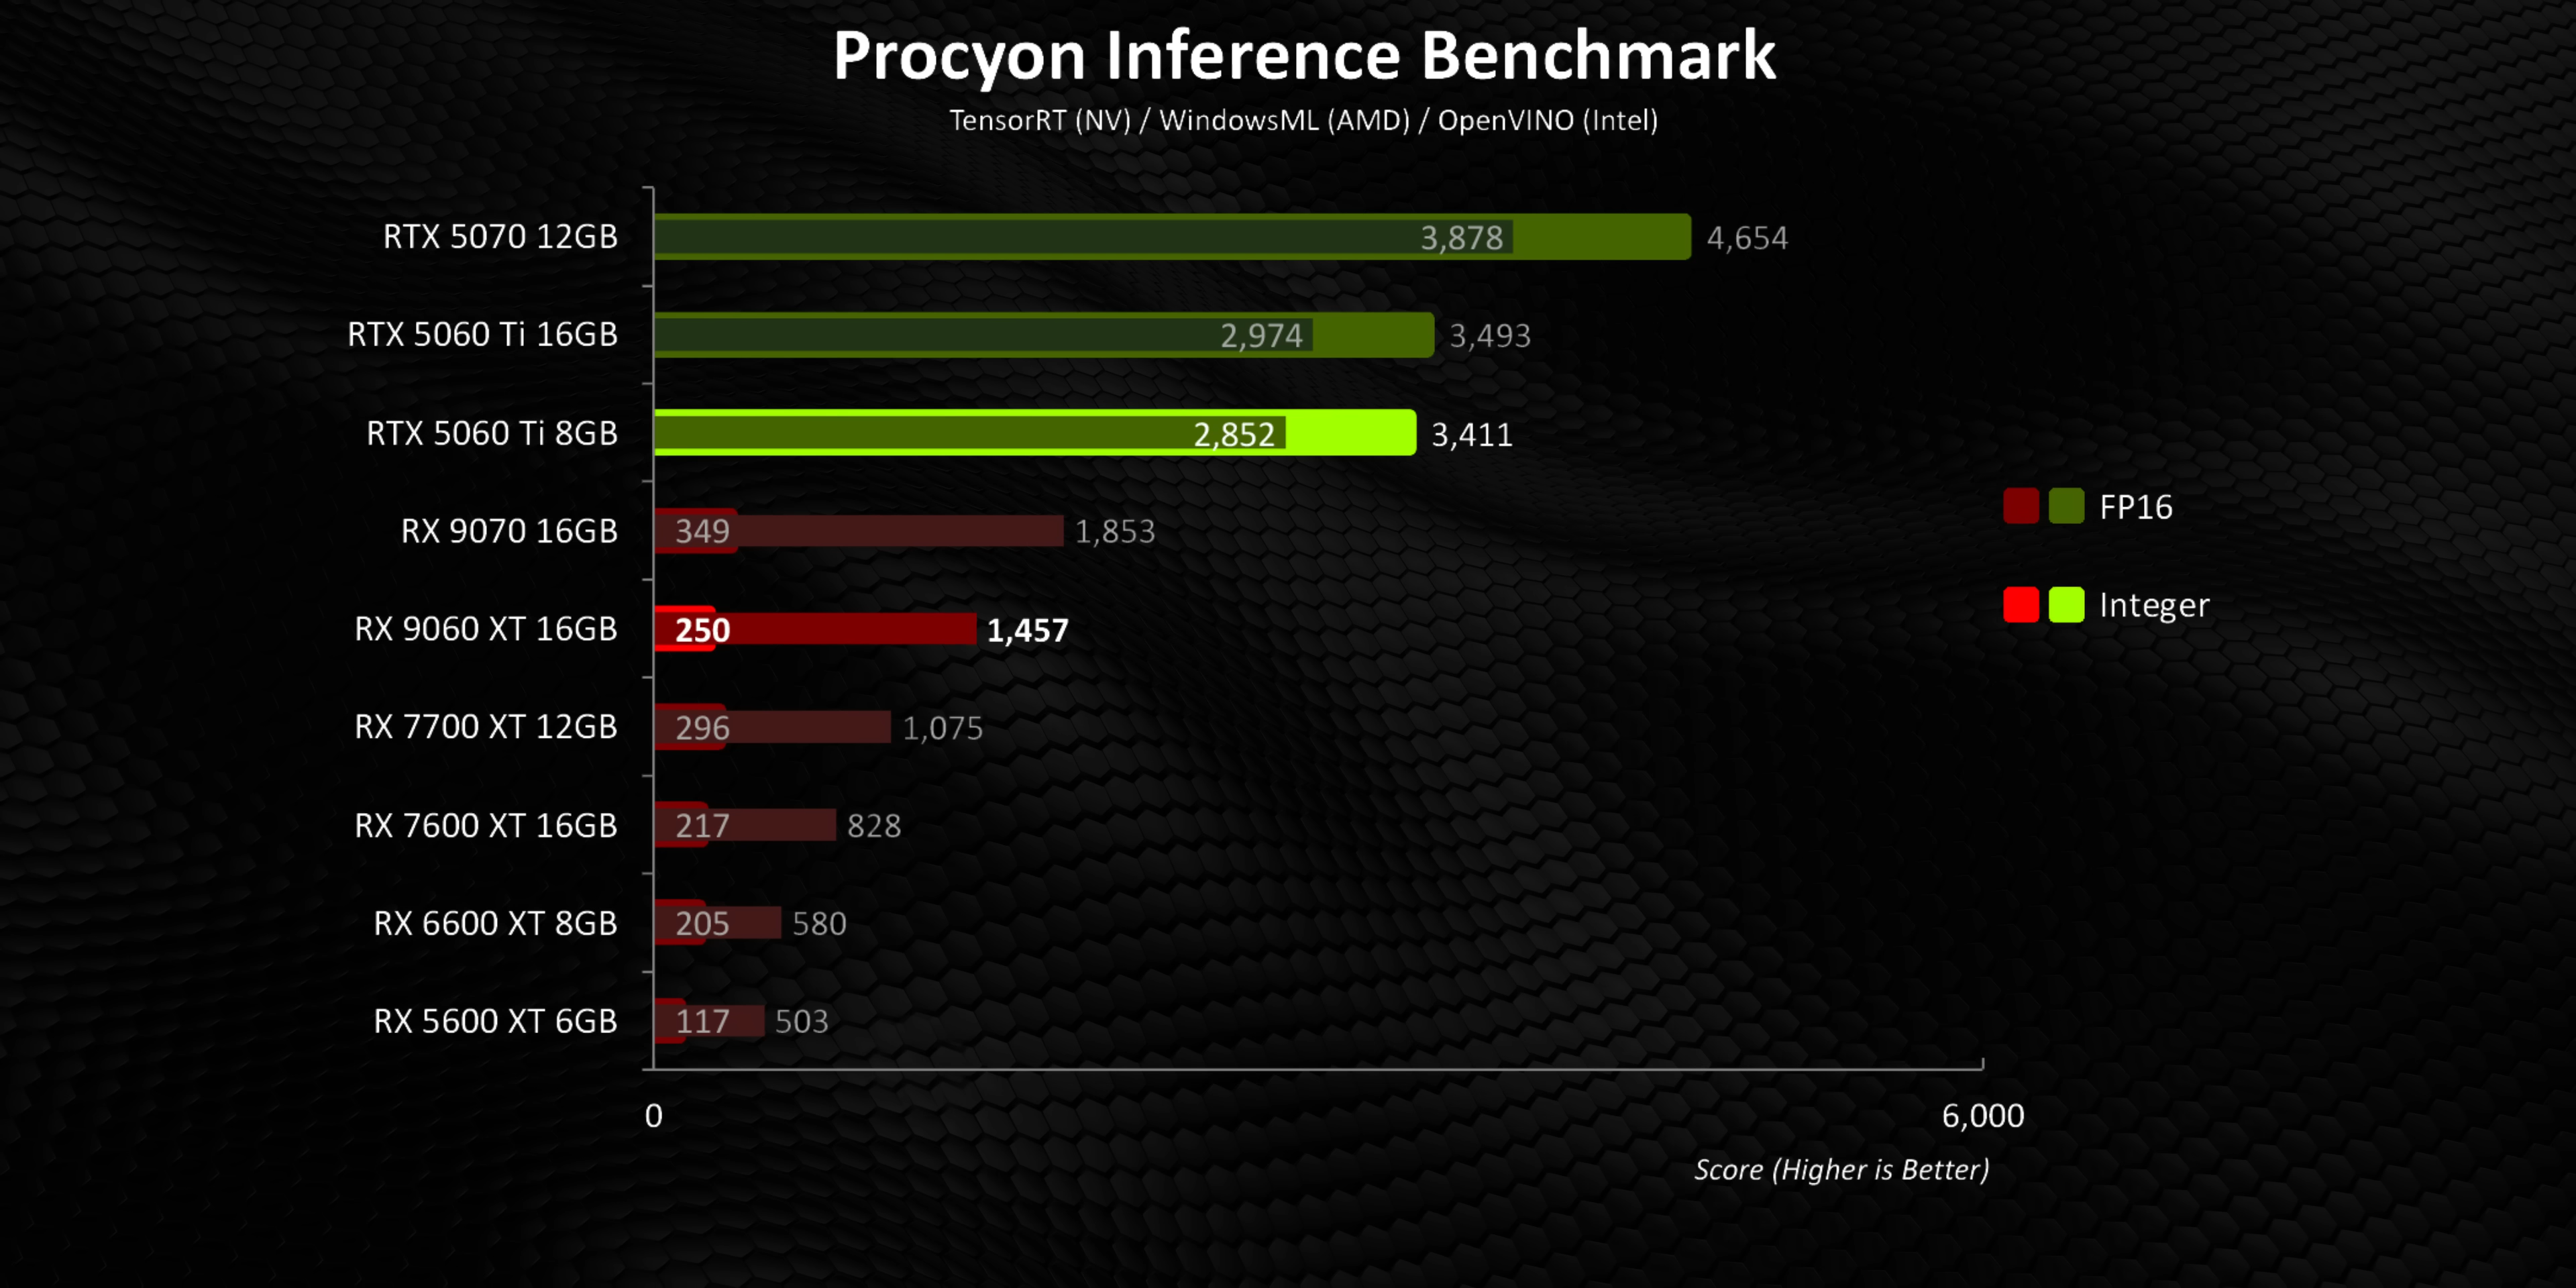 Procyon Inference Benchmark
TensorRT (NV) / WindowsML (AMD) / OpenVINO (Intel)
RTX 5070 12GB 3,878 4,654
RTX 5060 Ti 16GB 2,974 3,493
RTX 5060 Ti 8GB 2,852 3,411
RX 9070 16GB 349 1,853
FP16
RX 9060 XT 16GB 250 1,457
Integer
RX 7700 XT 12GB 296 1,075
RX 7600 XT 16GB 217 828
RX 6600 XT 8GB 205 580
RX 5600 XT 6GB 117 503
0 6,000
Score (Higher is Better)